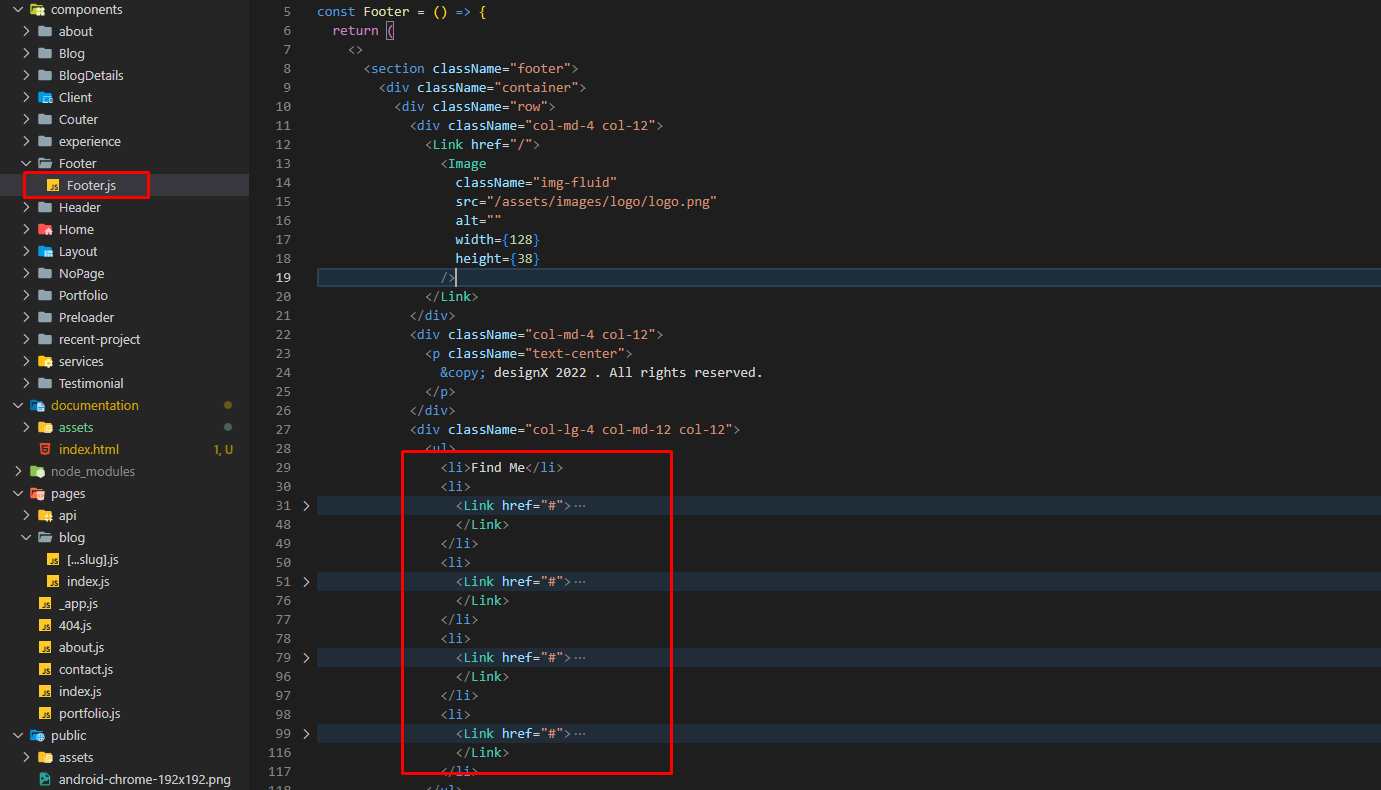 components
about
Blog
BlogDetails
Client
Couter
experience
Footer
Footer.js
Header
Home
Layout
NoPage
Portfolio
Preloader
recent-project
services
Testimonial
documentation
assets
index.html 1, U
node_modules
pages
api
blog
[...slug].js
index.js
_app.js
404.js
about.js
contact.js
index.js
portfolio.js
public
assets
android-chrome-192x192.png
5 const Footer = () => {
6 return (
7 <>
8 <section className="footer">
9 <div className="container">
10 <div className="row">
11 <div className="col-md-4 col-12">
12 <Link href="/">
13 <Image
14 className="img-fluid"
15 src="/assets/images/logo/logo.png"
16 alt=""
17 width={128}
18 height={38}
19 />
20 </Link>
21 </div>
22 <div className="col-md-4 col-12">
23 <p className="text-center">
24 &copy; designX 2022 . All rights reserved.
25 </p>
26 </div>
27 <div className="col-lg-4 col-md-12 col-12">
28 <ul>
29 <li>Find Me</li>
30 <li>
31 <Link href="#">⋯
48 </Link>
49 </li>
50 <li>
51 <Link href="#">⋯
76 </Link>
77 </li>
78 <li>
79 <Link href="#">⋯
96 </Link>
97 </li>
98 <li>
99 <Link href="#">⋯
116 </Link>
117 </li>
118 </ul>